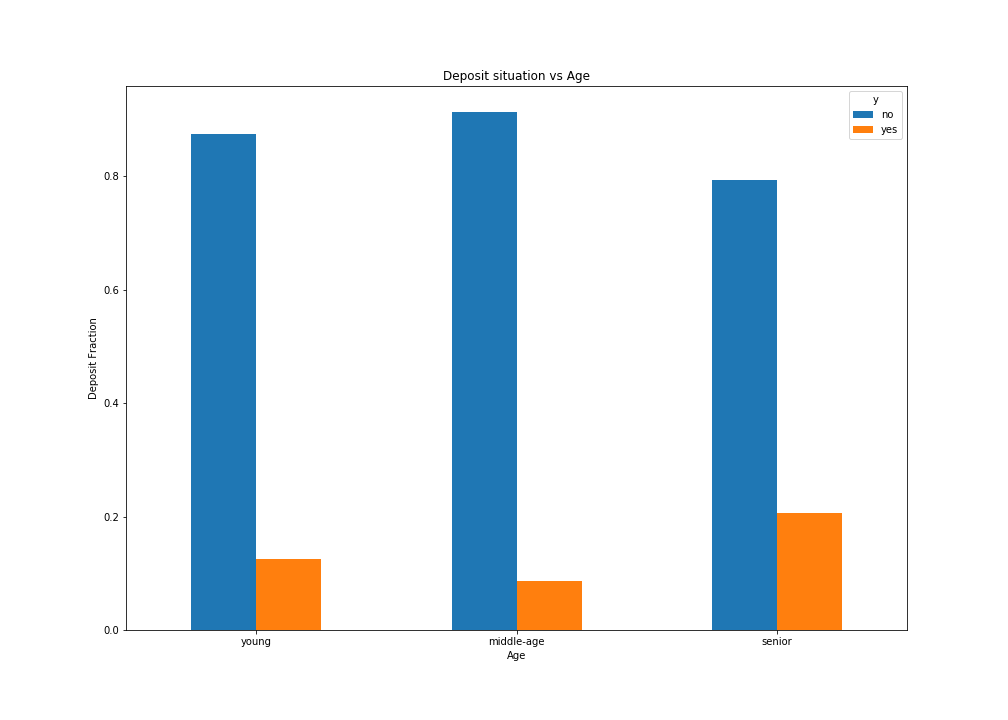 Deposit situation vs Age
y
no
yes
Deposit Fraction
0.8
0.6
0.4
0.2
0.0
young
middle-age
senior
Age